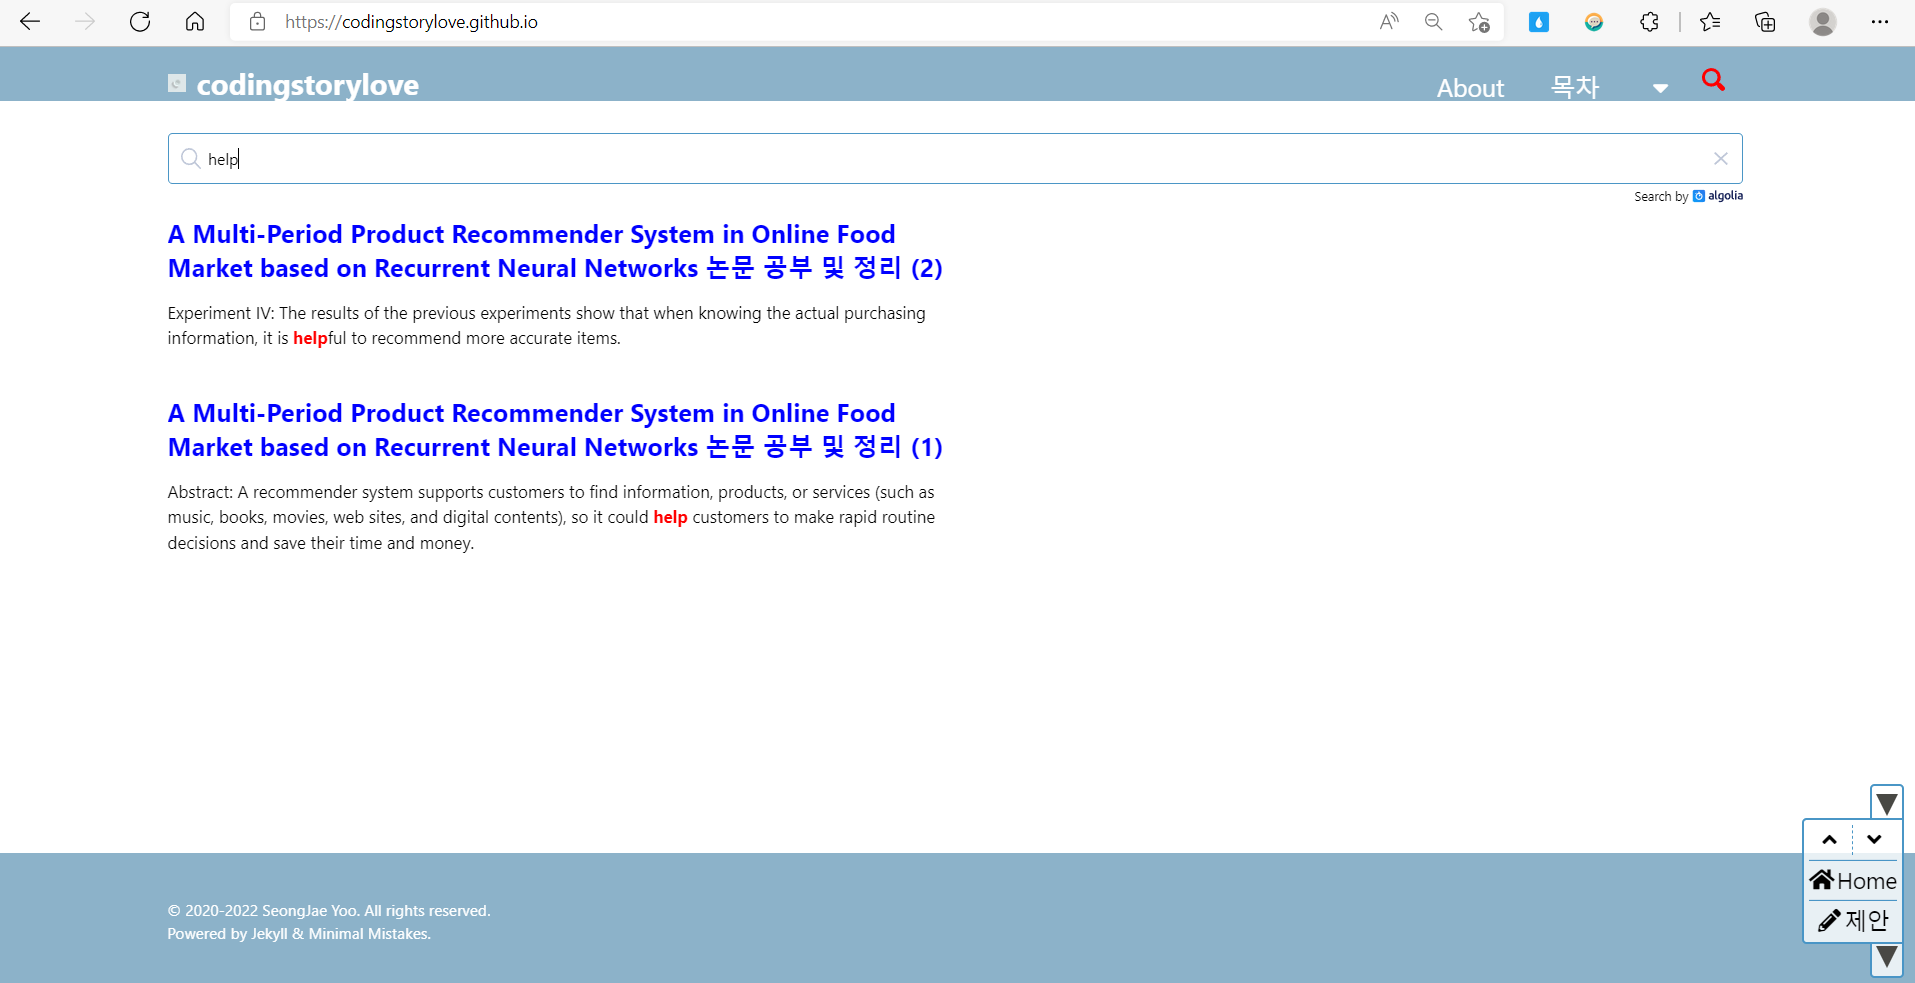 https://codingstorylove.github.io
codingstorylove
About 목차
help
Search by algolia
A Multi-Period Product Recommender System in Online Food
Market based on Recurrent Neural Networks 논문 공부 및 정리 (2)
Experiment IV: The results of the previous experiments show that when knowing the actual purchasing
information, it is helpful to recommend more accurate items.
A Multi-Period Product Recommender System in Online Food
Market based on Recurrent Neural Networks 논문 공부 및 정리 (1)
Abstract: A recommender system supports customers to find information, products, or services (such as
music, books, movies, web sites, and digital contents), so it could help customers to make rapid routine
decisions and save their time and money.
Home
제안
© 2020-2022 SeongJae Yoo. All rights reserved.
Powered by Jekyll & Minimal Mistakes.